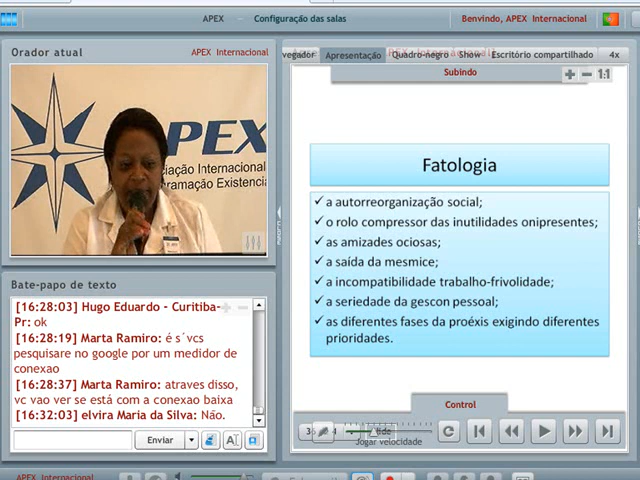 APEX – Configuração das salas
Benvindo, APEX Internacional
Orador atual
APEX Internacional
APEX
iação Internacional
ramação Existencia
vegador Apresentação Quadro-negro Show Escritório compartilhado 4x
Subindo
1:1
Fatologia
✓ a autorreorganização social;
✓ o rolo compressor das inutilidades onipresentes;
✓ as amizades ociosas;
✓ a saída da mesmice;
✓ a incompatibilidade trabalho-frivolidade;
✓ a seriedade da gescon pessoal;
✓ as diferentes fases da proéxis exigindo diferentes
prioridades.
Bate-papo de texto
[16:28:03] Hugo Eduardo - Curitiba-
Pr: ok
[16:28:19] Marta Ramiro: é s´vcs
pesquisare no google por um medidor de
conexao
[16:28:37] Marta Ramiro: atraves disso,
vc vao ver se está com a conexao baixa
[16:32:03] elvira Maria da Silva: Não.
Enviar
A
Control
Jogar velocidade
APEX Internacional